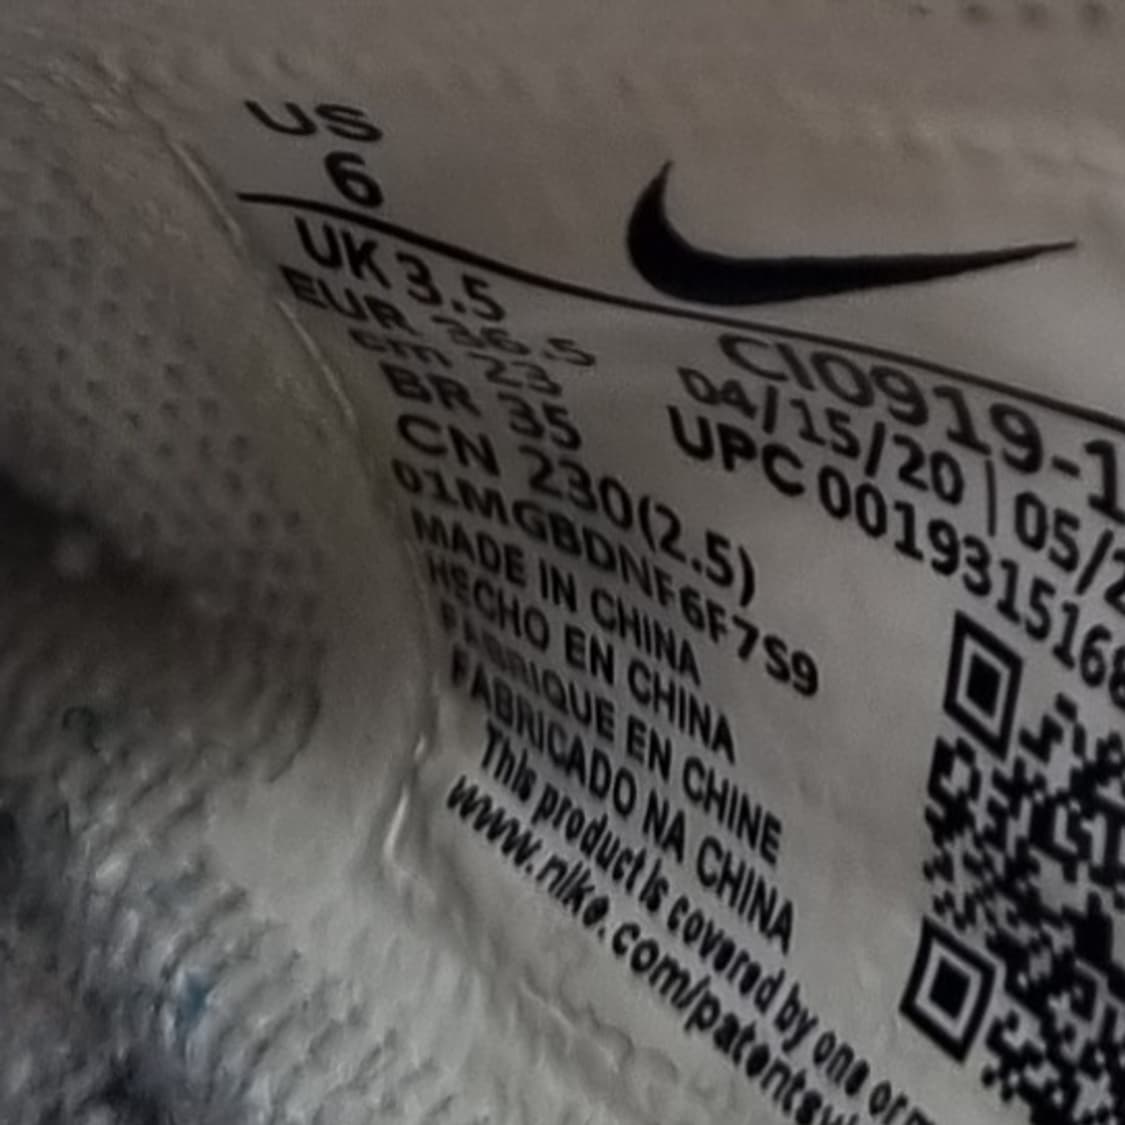 US
6
UK 3.5
EUR 36.5
cm 23
BR 35
CN 230(2.5)
01MGBDNF6F7S9
MADE IN CHINA
HECHO EN CHINA
FABRIQUE EN CHINE
FABRICADO NA CHINA
This product is covered by one or
www.nike.com/patents
CI0919-1
04/15/20 | 05/2
UPC 0019315168